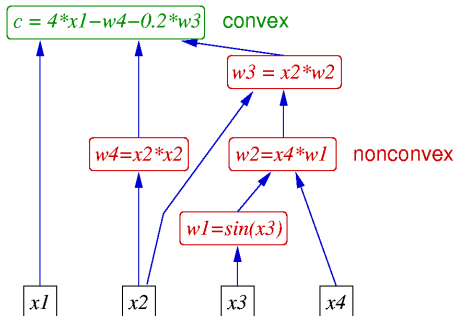 c = 4*x1−w4−0.2*w3 convex
w3 = x2*w2
w4=x2*x2 w2=x4*w1 nonconvex
w1=sin(x3)
x1 x2 x3 x4